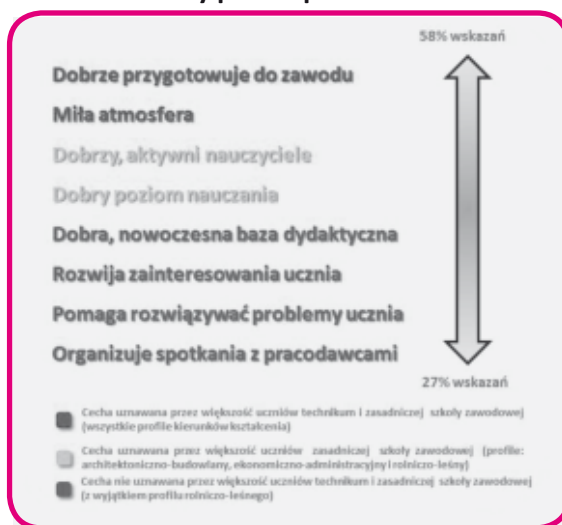 58% wskazań
Dobrze przygotowuje do zawodu
Miła atmosfera
Dobrzy, aktywni nauczyciele
Dobry poziom nauczania
Dobra, nowoczesna baza dydaktyczna
Rozwija zainteresowania ucznia
Pomaga rozwiązywać problemy ucznia
Organizuje spotkania z pracodawcami
27% wskazań
Cecha uznawana przez większość uczniów technikum i zasadniczej szkoły zawodowej
(wszystkie profile kierunków kształcenia)
Cecha uznawana przez większość uczniów zasadniczej szkoły zawodowej (profile:
architektoniczno-budowlany, ekonomiczno-administracyjny i rolniczo-leśny)
Cecha nie uznawana przez większość uczniów technikum i zasadniczej szkoły zawodowej
(z wyjątkiem profilu rolniczo-leśnego)